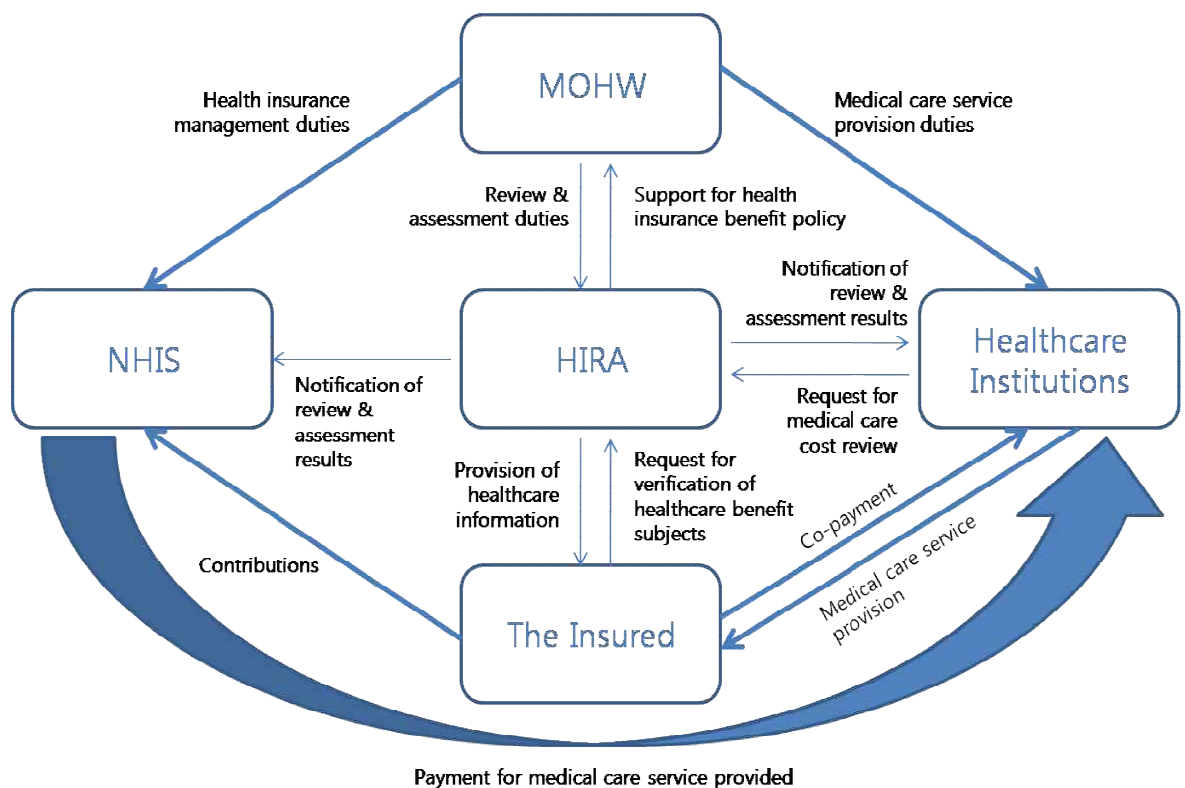 MOHW
Health insurance
management duties
Medical care service
provision duties
Review &
assessment duties
Support for health
insurance benefit policy
Notification of
review &
assessment results
NHIS
HIRA
Healthcare
Institutions
Notification of
review &
assessment
results
Request for
medical care
cost review
Provision of
healthcare
information
Request for
verification of
healthcare benefit
subjects
Co-payment
Medical care service
provision
Contributions
The Insured
Payment for medical care service provided